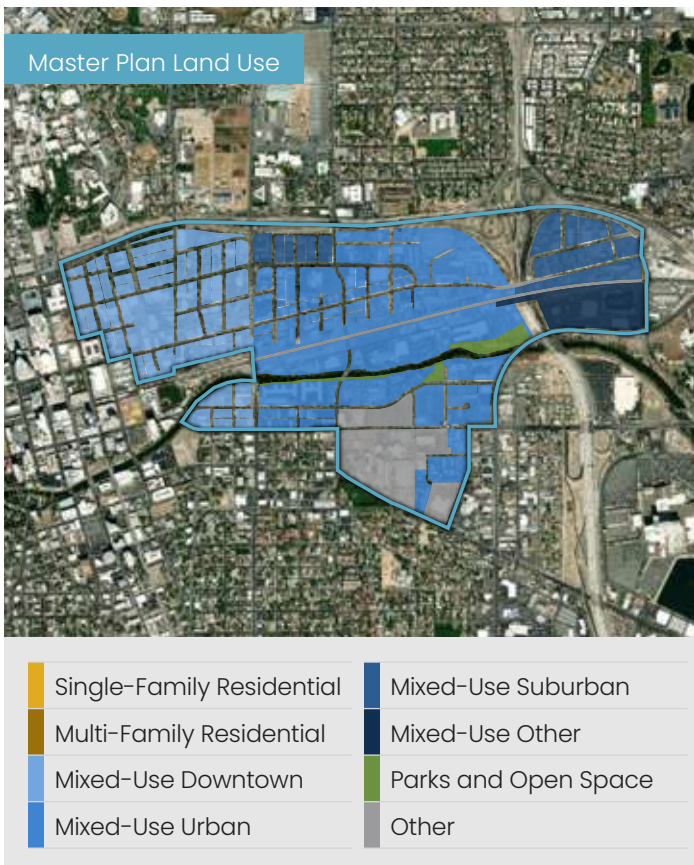 Master Plan Land Use
Single-Family Residential
Multi-Family Residential
Mixed-Use Downtown
Mixed-Use Urban
Mixed-Use Suburban
Mixed-Use Other
Parks and Open Space
Other